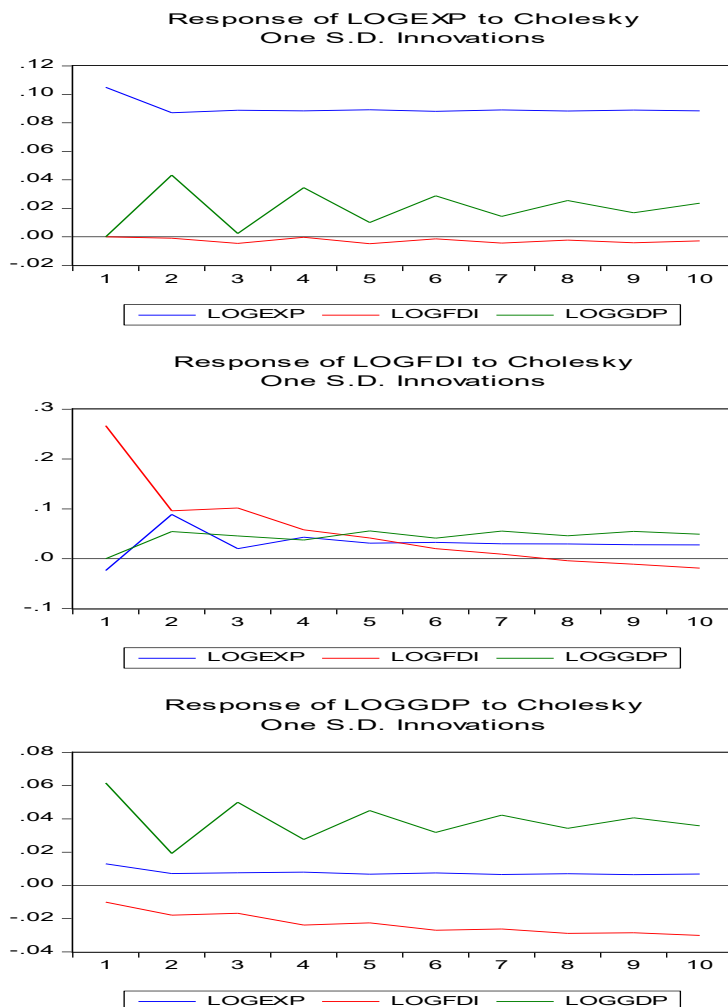 Response of LOGEXP to Cholesky
One S.D. Innovations
.12
.10
.08
.06
.04
.02
.00
-.02
1 2 3 4 5 6 7 8 9 10
LOGEXP LOGFDI LOGGDP
Response of LOGFDI to Cholesky
One S.D. Innovations
.3
.2
.1
.0
-.1
1 2 3 4 5 6 7 8 9 10
LOGEXP LOGFDI LOGGDP
Response of LOGGDP to Cholesky
One S.D. Innovations
.08
.06
.04
.02
.00
-.02
-.04
1 2 3 4 5 6 7 8 9 10
LOGEXP LOGFDI LOGGDP